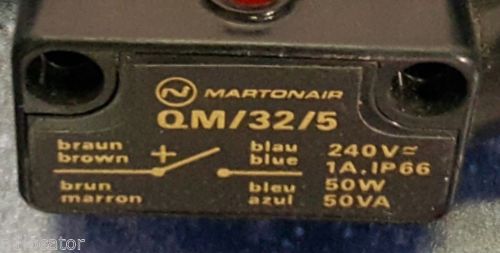 N MARTONAIR
QM/32/5
braun blau 240V≂
brown + blue 1A.IP66
brun bleu 50W
marron azul 50VA